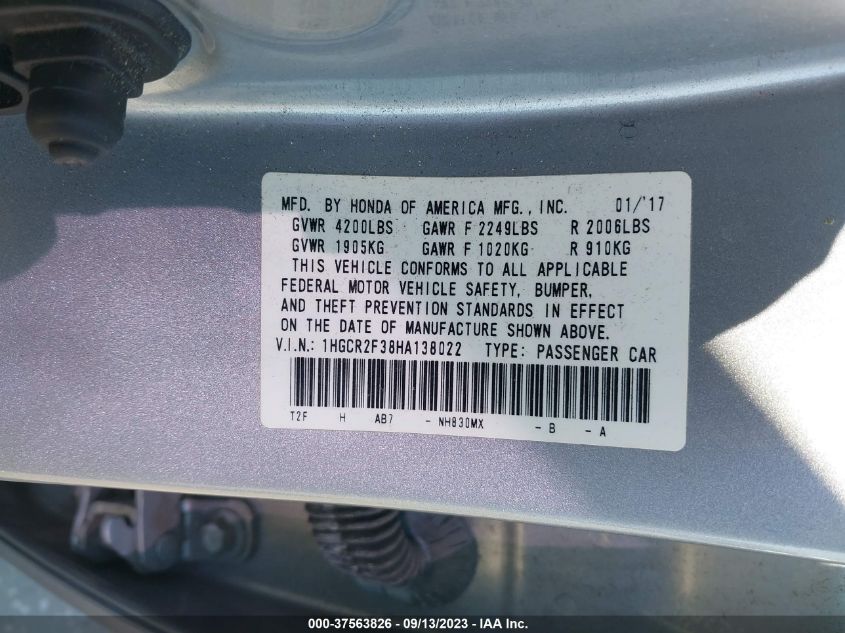 MFD. BY HONDA OF AMERICA MFG., INC. 01/'17
GVWR 4200LBS GAWR F 2249LBS R 2006LBS
GVWR 1905KG GAWR F 1020KG R 910KG
THIS VEHICLE CONFORMS TO ALL APPLICABLE
FEDERAL MOTOR VEHICLE SAFETY, BUMPER,
AND THEFT PREVENTION STANDARDS IN EFFECT
ON THE DATE OF MANUFACTURE SHOWN ABOVE.
V.I.N.: 1HGCR2F38HA138022 TYPE: PASSENGER CAR
T2F H AB7 - NH830MX - B - A
000-37563826 - 09/13/2023 - IAA Inc.